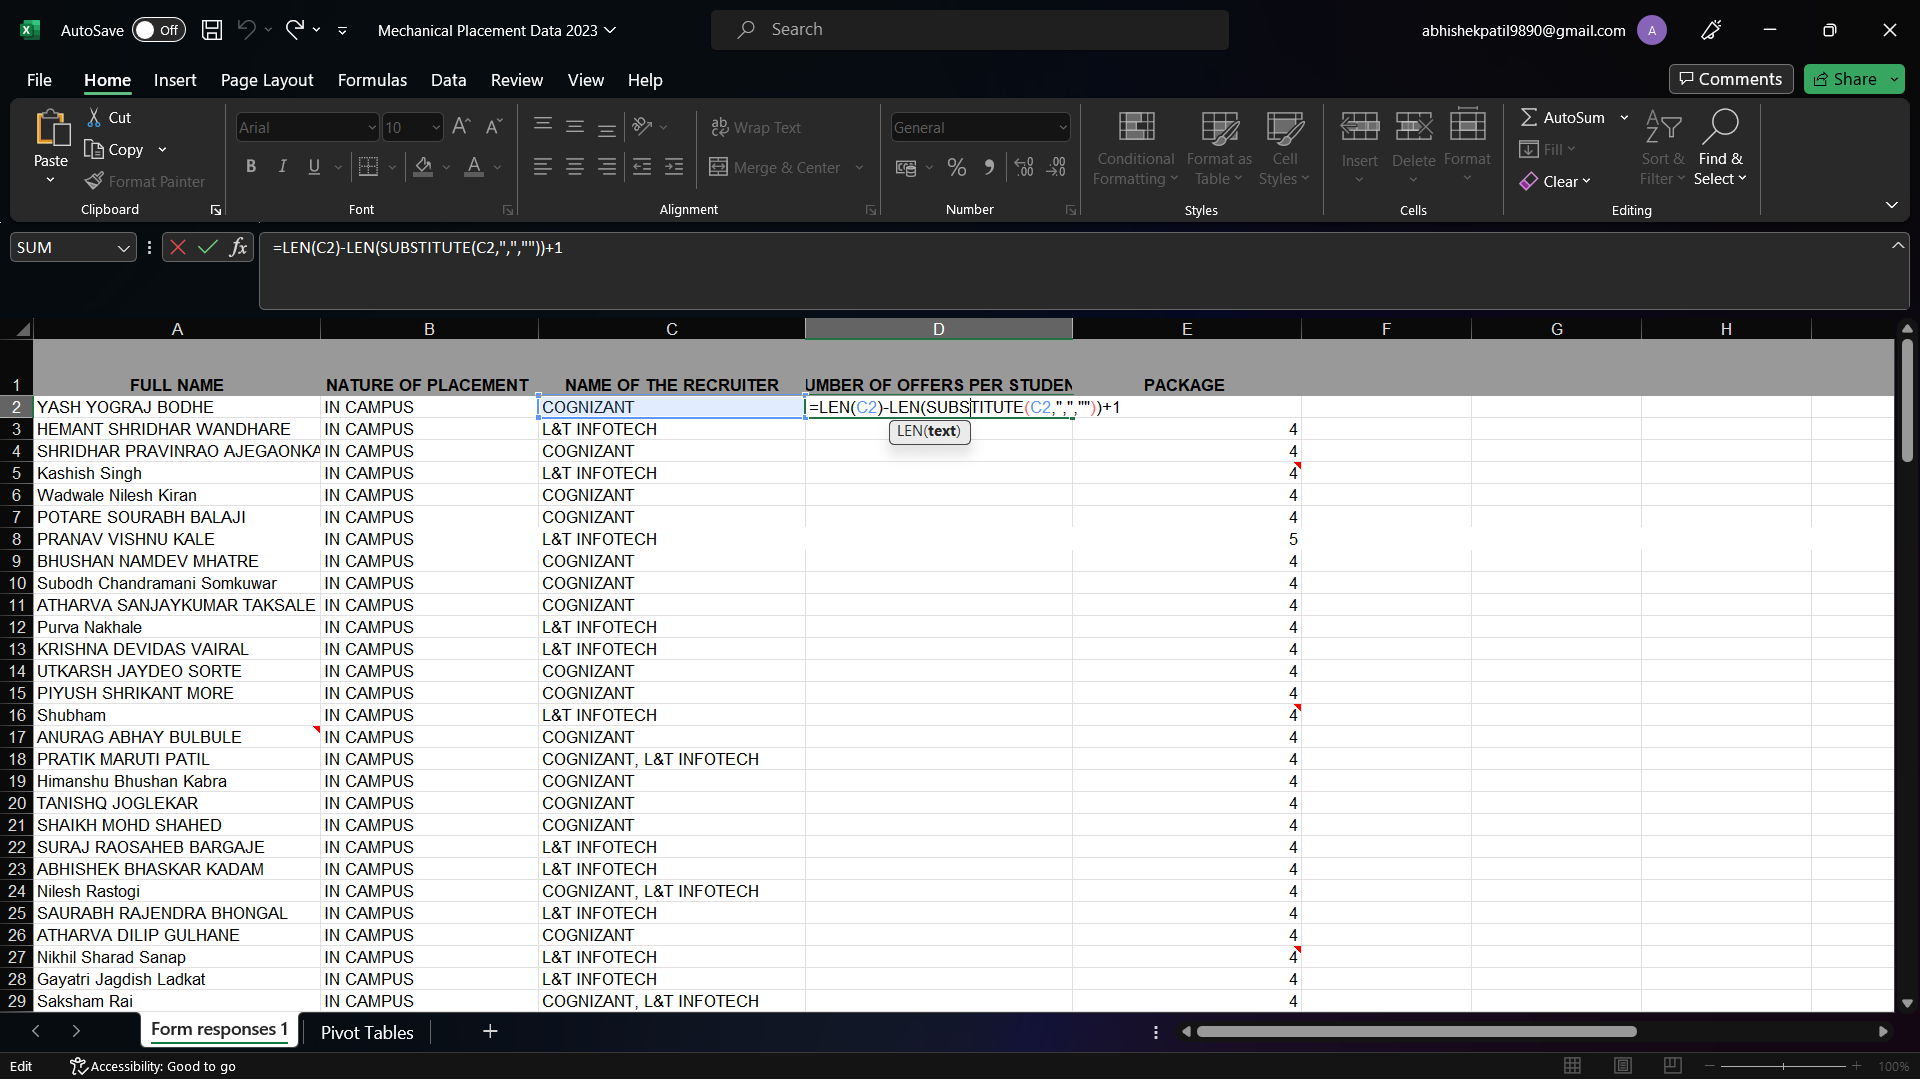 AutoSave Off Mechanical Placement Data 2023 Search abhishekpatil9890@gmail.com A
File Home Insert Page Layout Formulas Data Review View Help Comments Share
Paste Cut Copy Format Painter
Clipboard
Arial 10 B I U A
Font
Wrap Text
Merge & Center
Alignment
General
% , .00
Number
Conditional Formatting Format as Table Cell Styles
Styles
Insert Delete Format
Cells
AutoSum Fill Clear Sort & Filter Find & Select
Editing
SUM fx =LEN(C2)-LEN(SUBSTITUTE(C2,",",""))+1
A B C D E F G H
1 FULL NAME NATURE OF PLACEMENT NAME OF THE RECRUITER UMBER OF OFFERS PER STUDEN PACKAGE
2 YASH YOGRAJ BODHE IN CAMPUS COGNIZANT =LEN(C2)-LEN(SUBSTITUTE(C2,",",""))+1
LEN(text)
3 HEMANT SHRIDHAR WANDHARE IN CAMPUS L&T INFOTECH 4
4 SHRIDHAR PRAVINRAO AJEGAONKA IN CAMPUS COGNIZANT 4
5 Kashish Singh IN CAMPUS L&T INFOTECH 4
6 Wadwale Nilesh Kiran IN CAMPUS COGNIZANT 4
7 POTARE SOURABH BALAJI IN CAMPUS COGNIZANT 4
8 PRANAV VISHNU KALE IN CAMPUS L&T INFOTECH 5
9 BHUSHAN NAMDEV MHATRE IN CAMPUS COGNIZANT 4
10 Subodh Chandramani Somkuwar IN CAMPUS COGNIZANT 4
11 ATHARVA SANJAYKUMAR TAKSALE IN CAMPUS COGNIZANT 4
12 Purva Nakhale IN CAMPUS L&T INFOTECH 4
13 KRISHNA DEVIDAS VAIRAL IN CAMPUS L&T INFOTECH 4
14 UTKARSH JAYDEO SORTE IN CAMPUS COGNIZANT 4
15 PIYUSH SHRIKANT MORE IN CAMPUS COGNIZANT 4
16 Shubham IN CAMPUS L&T INFOTECH 4
17 ANURAG ABHAY BULBULE IN CAMPUS COGNIZANT 4
18 PRATIK MARUTI PATIL IN CAMPUS COGNIZANT, L&T INFOTECH 4
19 Himanshu Bhushan Kabra IN CAMPUS COGNIZANT 4
20 TANISHQ JOGLEKAR IN CAMPUS COGNIZANT 4
21 SHAIKH MOHD SHAHED IN CAMPUS COGNIZANT 4
22 SURAJ RAOSAHEB BARGAJE IN CAMPUS L&T INFOTECH 4
23 ABHISHEK BHASKAR KADAM IN CAMPUS L&T INFOTECH 4
24 Nilesh Rastogi IN CAMPUS COGNIZANT, L&T INFOTECH 4
25 SAURABH RAJENDRA BHONGAL IN CAMPUS L&T INFOTECH 4
26 ATHARVA DILIP GULHANE IN CAMPUS COGNIZANT 4
27 Nikhil Sharad Sanap IN CAMPUS L&T INFOTECH 4
28 Gayatri Jagdish Ladkat IN CAMPUS L&T INFOTECH 4
29 Saksham Rai IN CAMPUS COGNIZANT, L&T INFOTECH 4
Form responses 1 Pivot Tables
Edit Accessibility: Good to go 100%